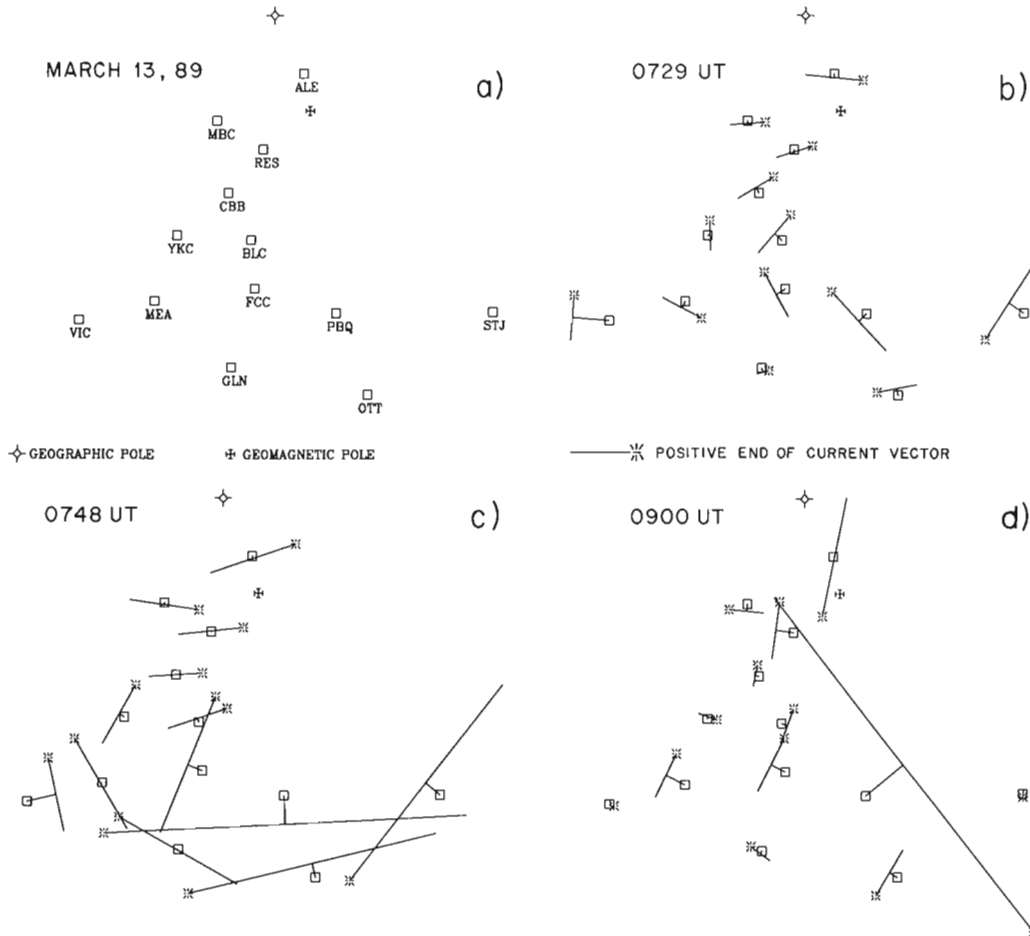 MARCH 13, 89
a)
ALE
MBC
RES
CBB
YKC
BLC
MEA
FCC
VIC
PBQ
STJ
GLN
OTT
GEOGRAPHIC POLE
GEOMAGNETIC POLE
0729 UT
b)
POSITIVE END OF CURRENT VECTOR
0748 UT
c)
0900 UT
d)